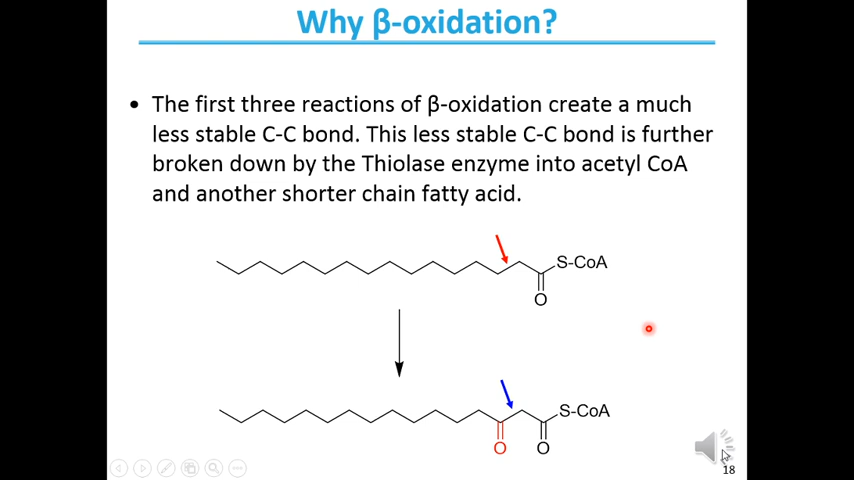 Why β-oxidation?
• The first three reactions of β-oxidation create a much
less stable C-C bond. This less stable C-C bond is further
broken down by the Thiolase enzyme into acetyl CoA
and another shorter chain fatty acid.
S-CoA
O
S-CoA
O O
18